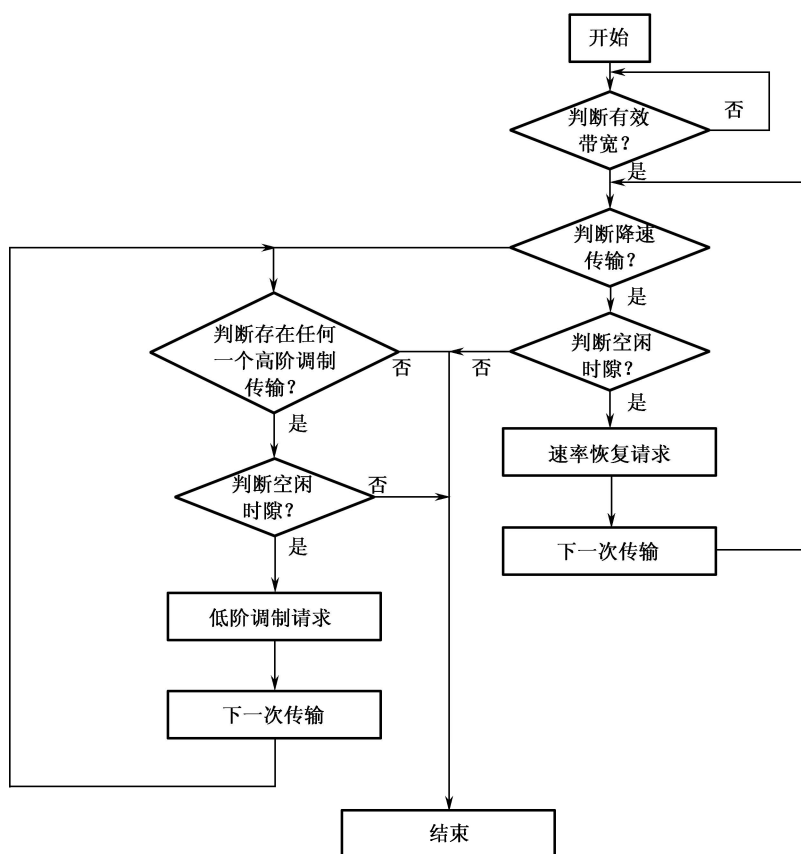 开始
判断有效
带宽？
否
是
判断降速
传输？
是
判断存在任何
一个高阶调制
传输？
否
否
判断空闲
时隙？
是
是
速率恢复请求
判断空闲
时隙？
否
是
下一次传输
低阶调制请求
下一次传输
结束